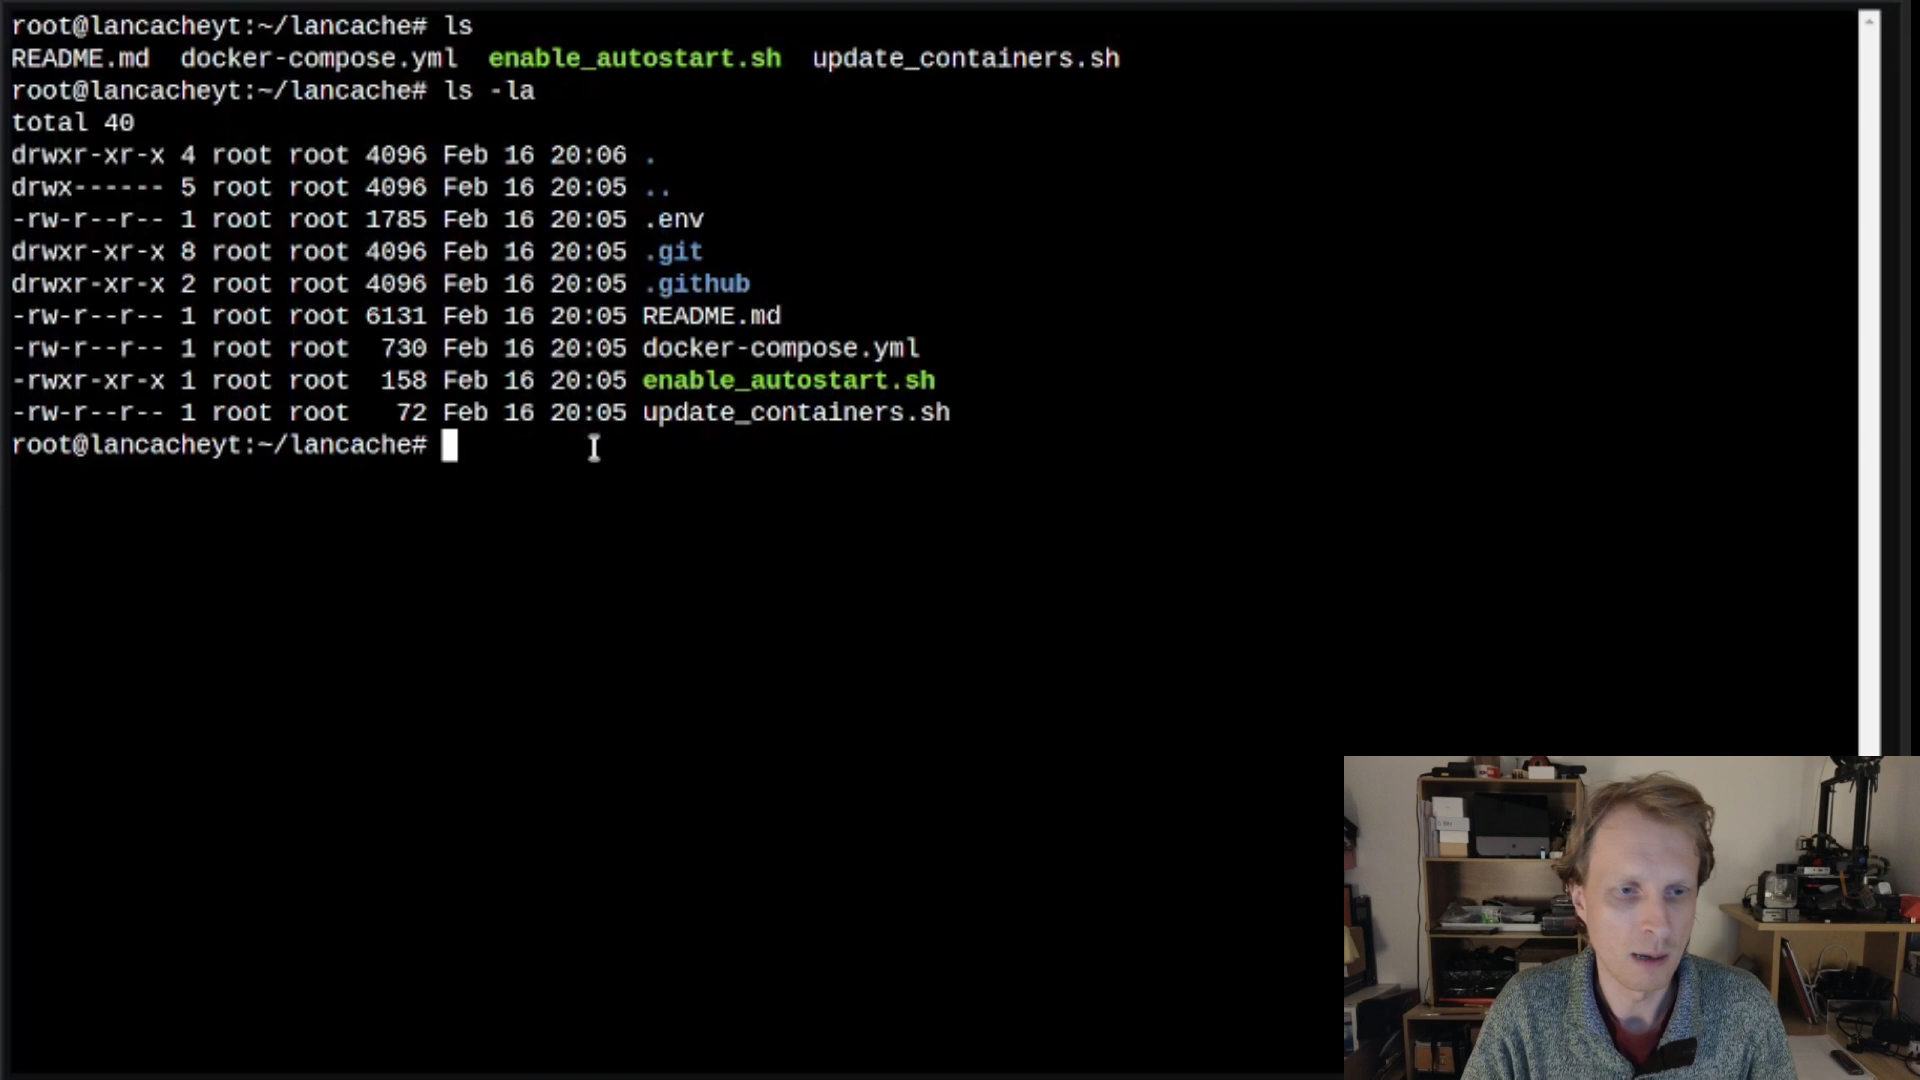 root@lancacheyt:~/lancache# ls
README.md  docker-compose.yml  enable_autostart.sh  update_containers.sh
root@lancacheyt:~/lancache# ls -la
total 40
drwxr-xr-x 4 root root 4096 Feb 16 20:06 .
drwx------ 5 root root 4096 Feb 16 20:05 ..
-rw-r--r-- 1 root root 1785 Feb 16 20:05 .env
drwxr-xr-x 8 root root 4096 Feb 16 20:05 .git
drwxr-xr-x 2 root root 4096 Feb 16 20:05 .github
-rw-r--r-- 1 root root 6131 Feb 16 20:05 README.md
-rw-r--r-- 1 root root  730 Feb 16 20:05 docker-compose.yml
-rwxr-xr-x 1 root root  158 Feb 16 20:05 enable_autostart.sh
-rw-r--r-- 1 root root   72 Feb 16 20:05 update_containers.sh
root@lancacheyt:~/lancache#